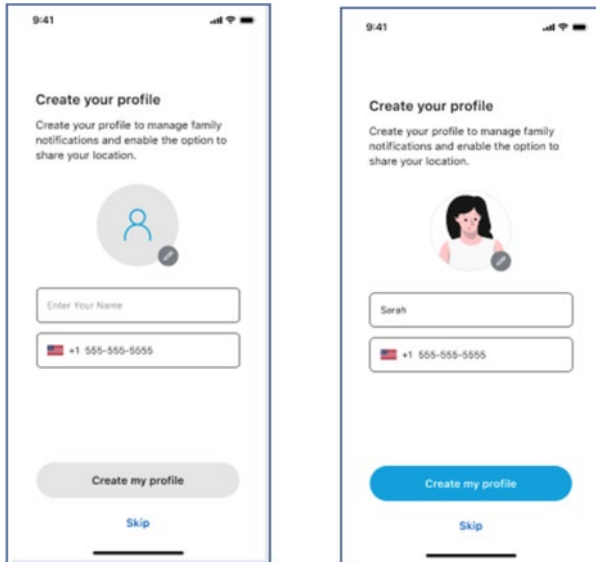 9:41
Create your profile
Create your profile to manage family
notifications and enable the option to
share your location.
Enter Your Name
+1 555-555-5555
Create my profile
Skip
9:41
Create your profile
Create your profile to manage family
notifications and enable the option to
share your location.
Sarah
+1 555-555-5555
Create my profile
Skip